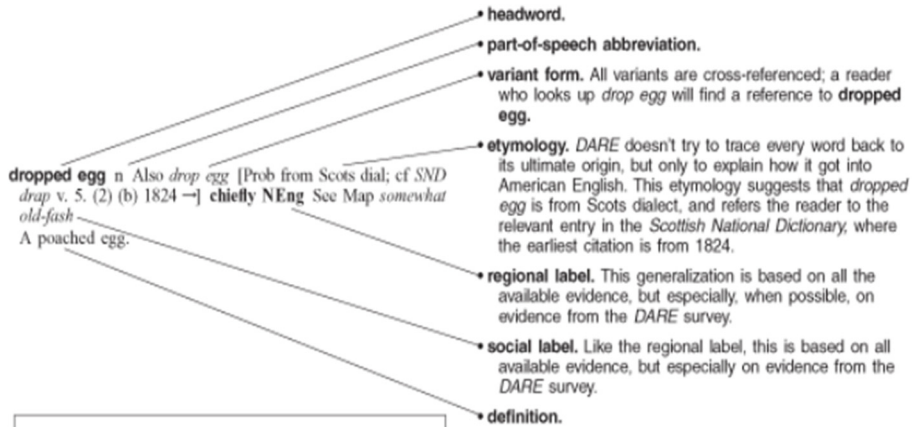 dropped egg n Also drop egg [Prob from Scots dial; cf SND
drap v. 5. (2) (b) 1824 →] chiefly NEng See Map somewhat
old-fash
A poached egg.
• headword.
• part-of-speech abbreviation.
• variant form. All variants are cross-referenced; a reader
who looks up drop egg will find a reference to dropped
egg.
• etymology. DARE doesn't try to trace every word back to
its ultimate origin, but only to explain how it got into
American English. This etymology suggests that dropped
egg is from Scots dialect, and refers the reader to the
relevant entry in the Scottish National Dictionary, where
the earliest citation is from 1824.
• regional label. This generalization is based on all the
available evidence, but especially, when possible, on
evidence from the DARE survey.
• social label. Like the regional label, this is based on all
available evidence, but especially on evidence from the
DARE survey.
• definition.